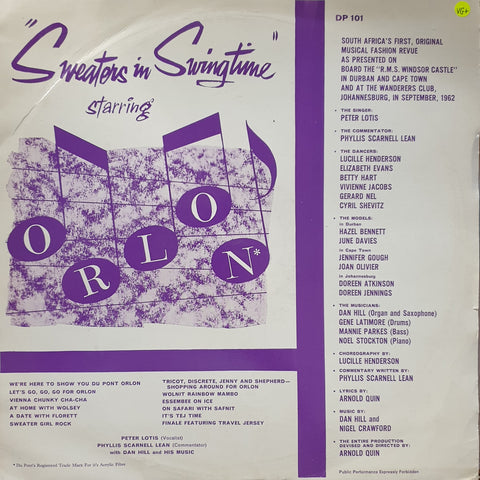 "Sweaters in Swingtime"
starring
ORLON*
WE'RE HERE TO SHOW YOU DU PONT ORLON
LET'S GO, GO, GO FOR ORLON
VIENNA CHUNKY CHA-CHA
AT HOME WITH WOLSEY
A DATE WITH FLORETT
SWEATER GIRL ROCK
TRICOT, DISCRETE, JENNY AND SHEPHERD—
SHOPPING AROUND FOR ORLON
WOLNIT RAINBOW MAMBO
ESSEMBEE ON ICE
ON SAFARI WITH SAFNIT
IT'S TEJ TIME
FINALE FEATURING TRAVEL JERSEY
PETER LOTIS (Vocalist)
PHYLLIS SCARNELL LEAN (Commentator)
with DAN HILL and HIS MUSIC
*Du Pont's Registered Trade Mark For it's Acrylic Fibre
DP 101
VG+
SOUTH AFRICA'S FIRST, ORIGINAL
MUSICAL FASHION REVUE
AS PRESENTED ON
BOARD THE "R.M.S. WINDSOR CASTLE"
IN DURBAN AND CAPE TOWN
AND AT THE WANDERERS CLUB,
JOHANNESBURG, IN SEPTEMBER, 1962
• THE SINGER:
PETER LOTIS
• THE COMMENTATOR:
PHYLLIS SCARNELL LEAN
• THE DANCERS:
LUCILLE HENDERSON
ELIZABETH EVANS
BETTY HART
VIVIENNE JACOBS
GERARD NEL
CYRIL SHEVITZ
• THE MODELS:
in Durban
HAZEL BENNETT
JUNE DAVIES
in Cape Town
JENNIFER GOUGH
JOAN OLIVIER
in Johannesburg
DOREEN ATKINSON
DOREEN JENNINGS
• THE MUSICIANS:
DAN HILL (Organ and Saxophone)
GENE LATIMORE (Drums)
MANNIE PARKES (Bass)
NOEL STOCKTON (Piano)
• CHOREOGRAPHY BY:
LUCILLE HENDERSON
• COMMENTARY WRITTEN BY:
PHYLLIS SCARNELL LEAN
• LYRICS BY:
ARNOLD QUIN
• MUSIC BY:
DAN HILL and
NIGEL CRAWFORD
• THE ENTIRE PRODUCTION
DEVISED AND DIRECTED BY:
ARNOLD QUIN
Public Performance Expressly Forbidden